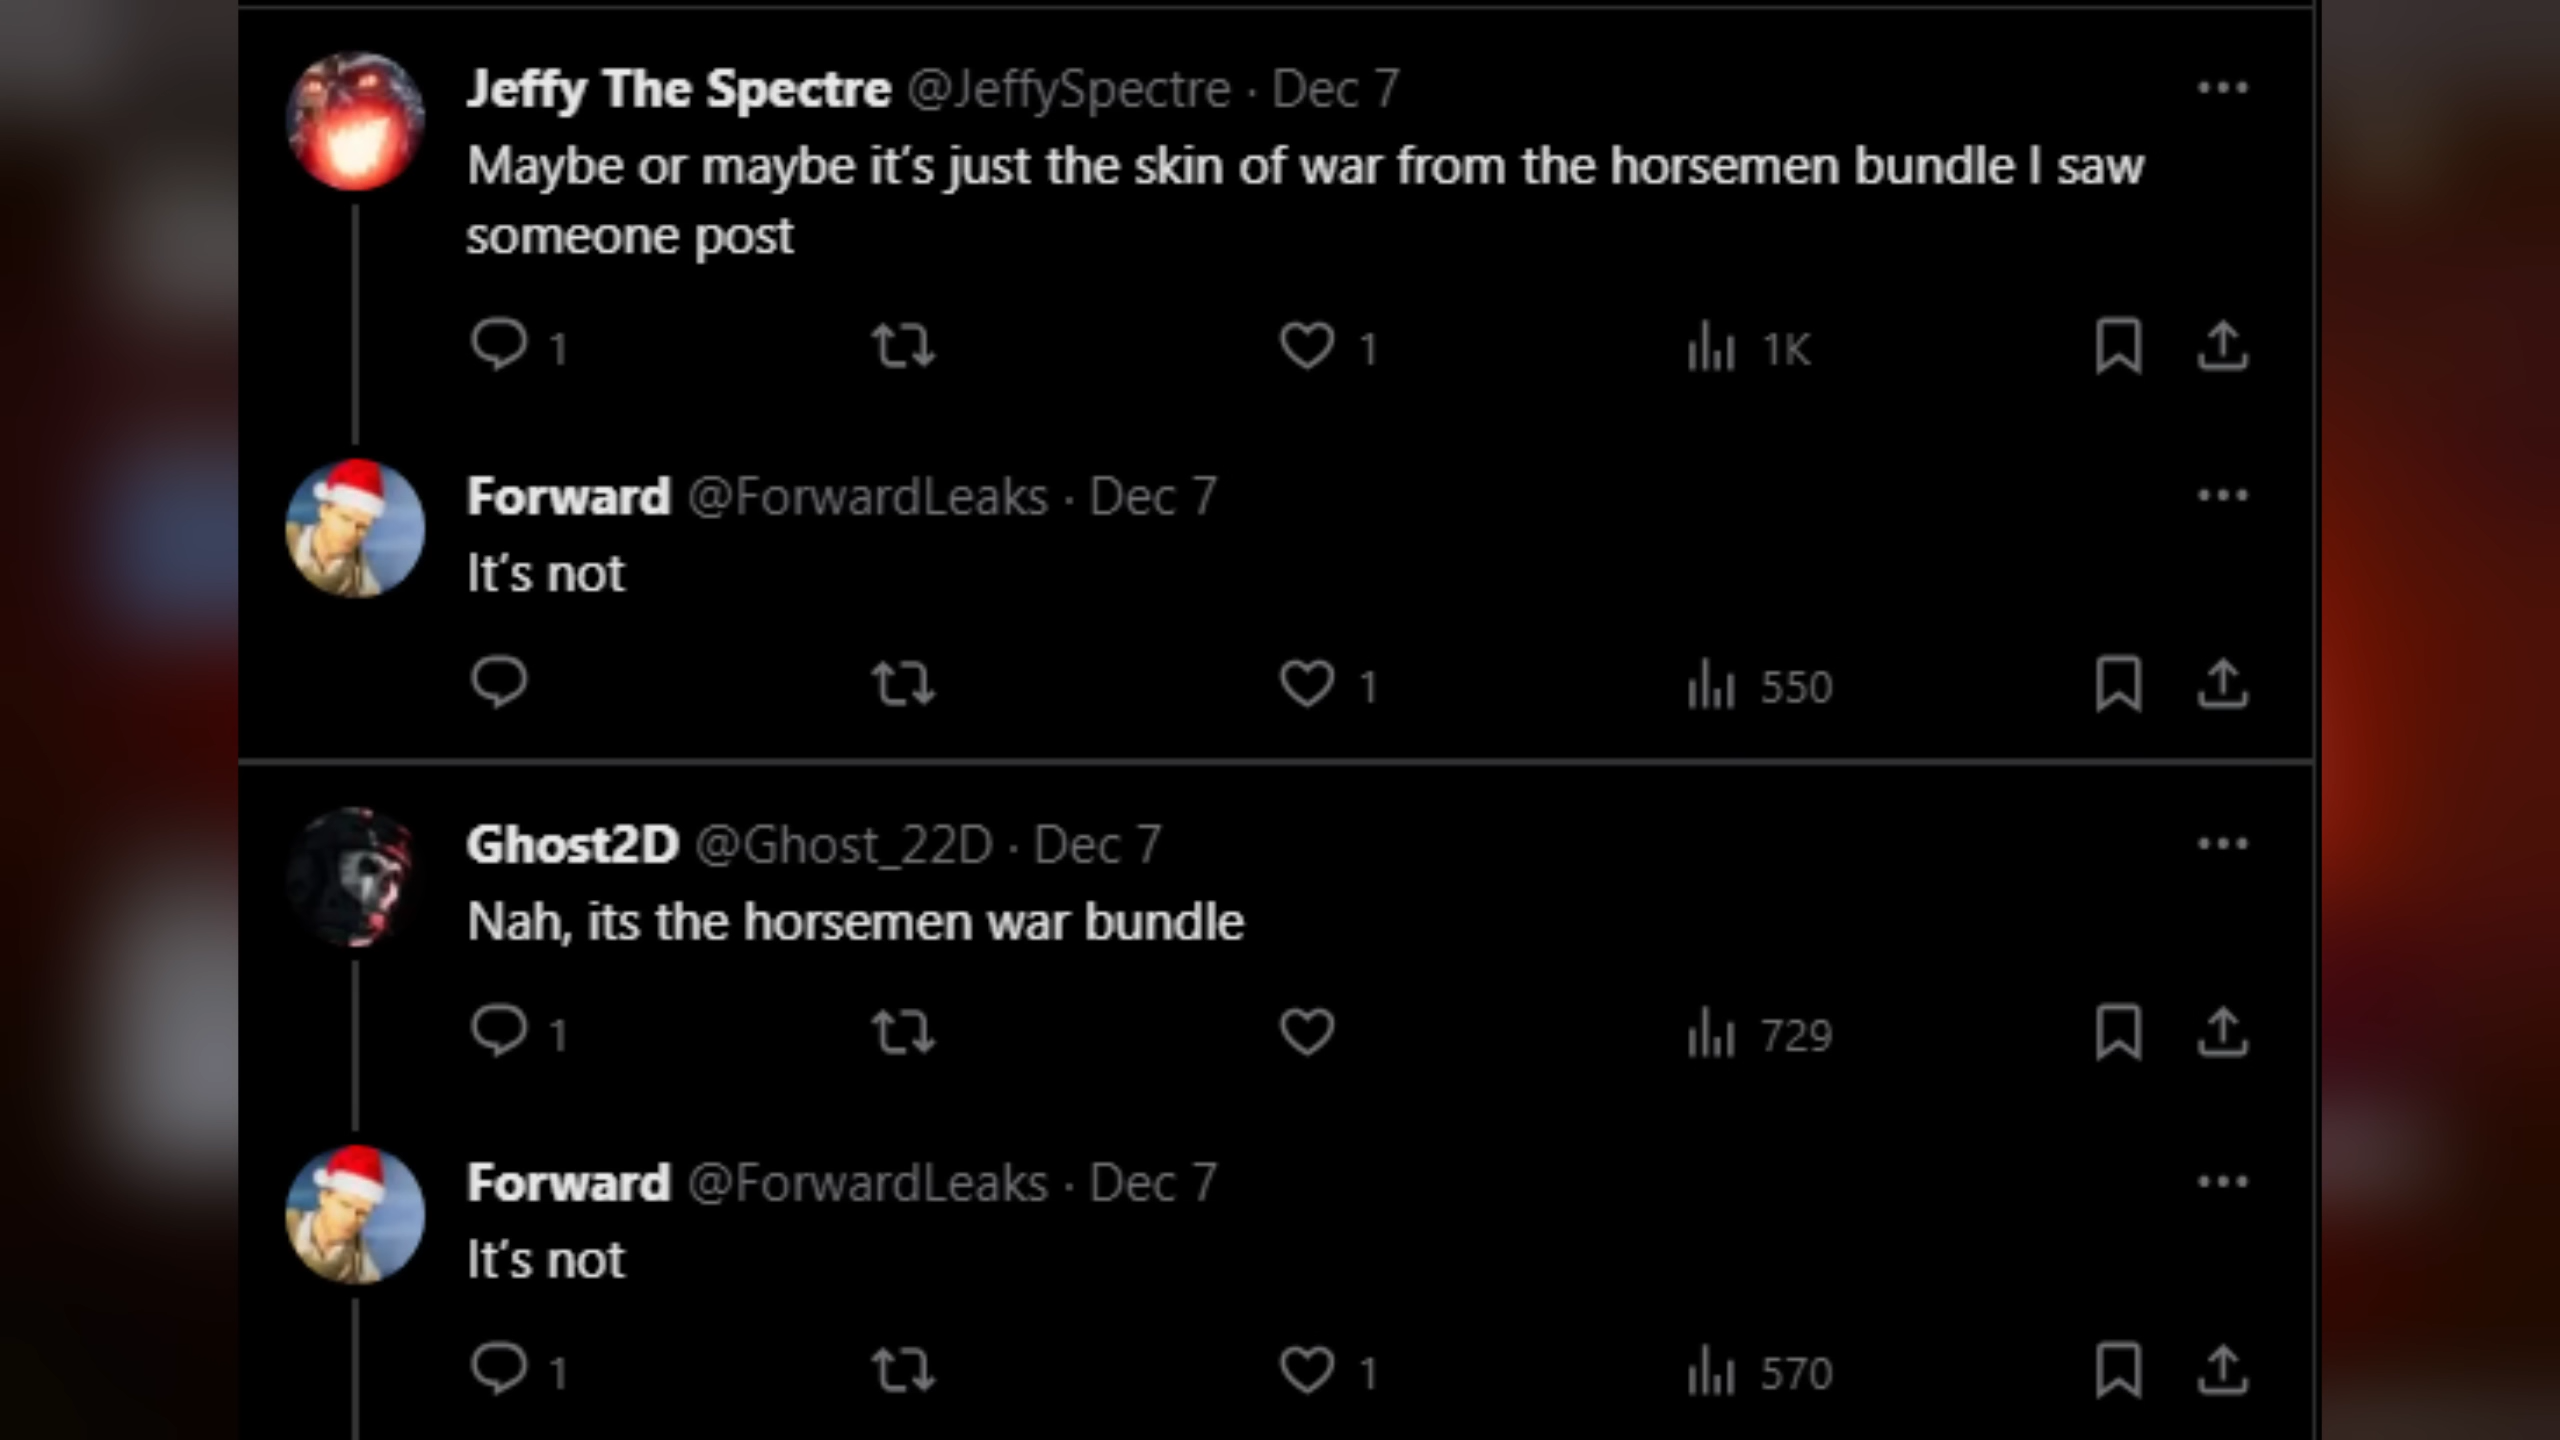 Jeffy The Spectre @JeffySpectre · Dec 7
Maybe or maybe it's just the skin of war from the horsemen bundle I saw
someone post
1 1 1K
Forward @ForwardLeaks · Dec 7
It's not
1 550
Ghost2D @Ghost_22D · Dec 7
Nah, its the horsemen war bundle
1 729
Forward @ForwardLeaks · Dec 7
It's not
1 1 570